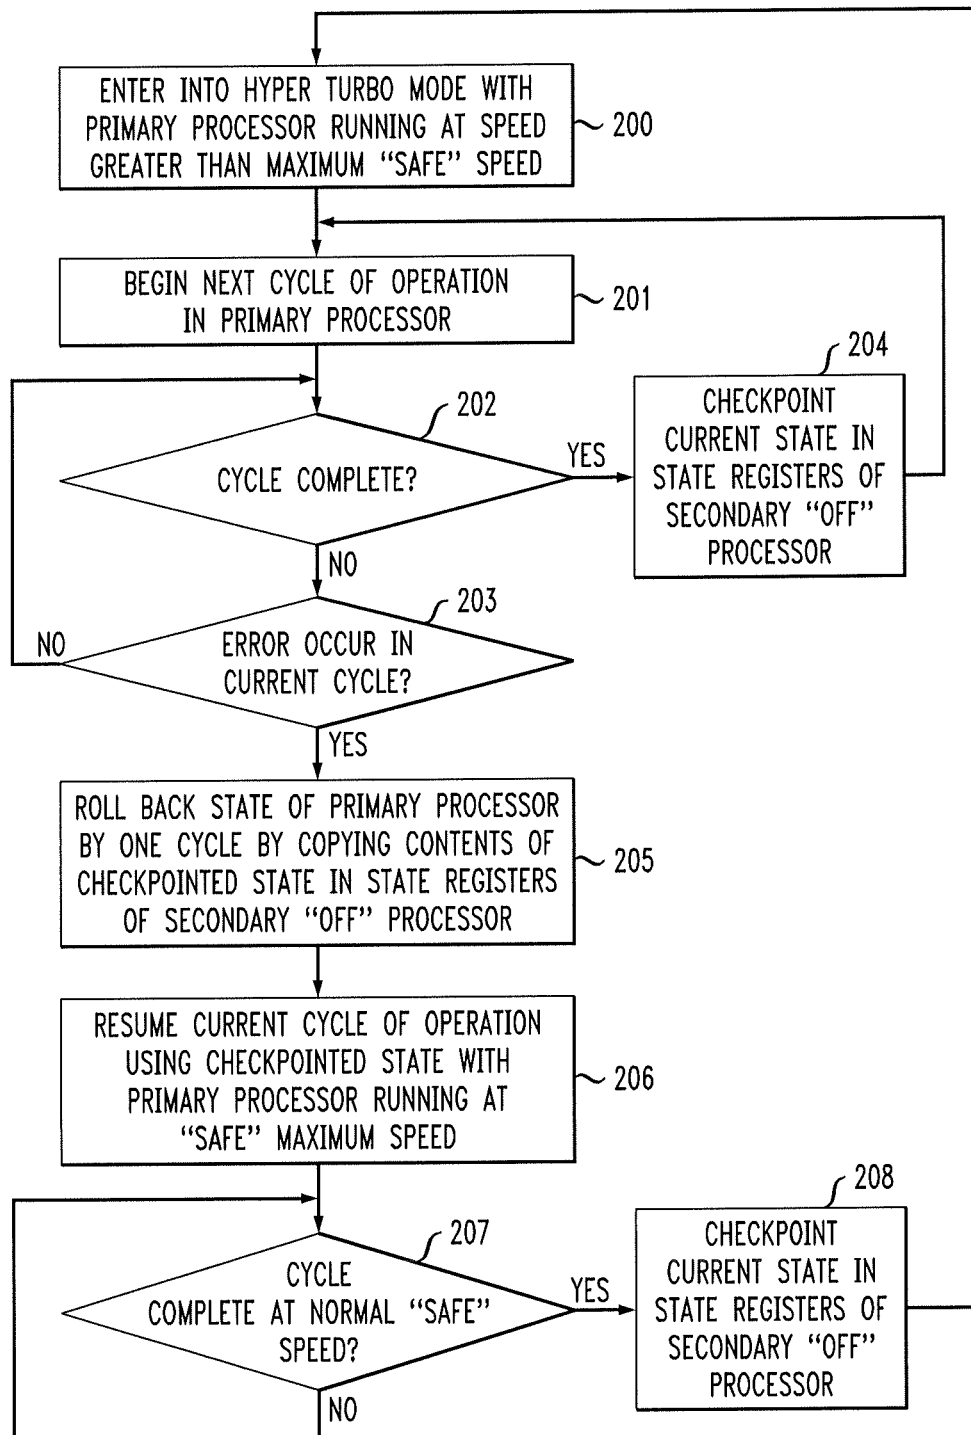 ENTER INTO HYPER TURBO MODE WITH
PRIMARY PROCESSOR RUNNING AT SPEED
GREATER THAN MAXIMUM “SAFE” SPEED
200
BEGIN NEXT CYCLE OF OPERATION
IN PRIMARY PROCESSOR
201
202
CYCLE COMPLETE?
YES
NO
204
CHECKPOINT
CURRENT STATE IN
STATE REGISTERS OF
SECONDARY “OFF”
PROCESSOR
203
ERROR OCCUR IN
CURRENT CYCLE?
NO
YES
ROLL BACK STATE OF PRIMARY PROCESSOR
BY ONE CYCLE BY COPYING CONTENTS OF
CHECKPOINTED STATE IN STATE REGISTERS
OF SECONDARY “OFF” PROCESSOR
205
RESUME CURRENT CYCLE OF OPERATION
USING CHECKPOINTED STATE WITH
PRIMARY PROCESSOR RUNNING AT
“SAFE” MAXIMUM SPEED
206
207
CYCLE
COMPLETE AT NORMAL “SAFE”
SPEED?
YES
NO
208
CHECKPOINT
CURRENT STATE IN
STATE REGISTERS OF
SECONDARY “OFF”
PROCESSOR